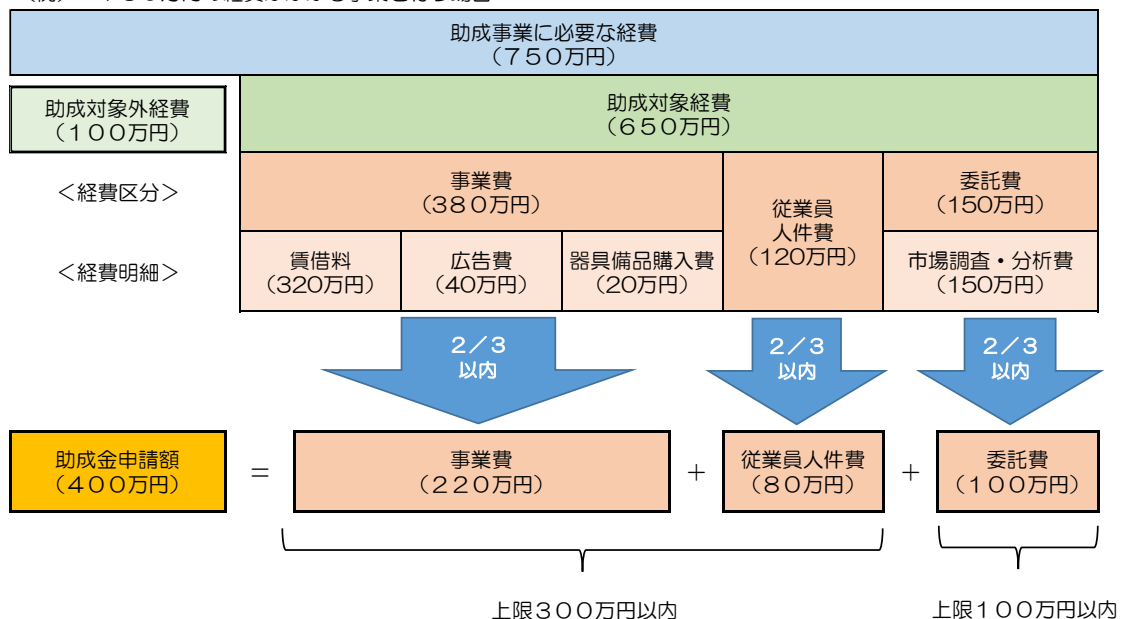 助成事業に必要な経費
（７５０万円）
助成対象外経費
（１００万円）
助成対象経費
（６５０万円）
＜経費区分＞
事業費
（３８０万円）
従業員
人件費
（１２０万円）
委託費
（150万円）
＜経費明細＞
賃借料
（320万円）
広告費
（40万円）
器具備品購入費
（２０万円）
市場調査・分析費
（150万円）
２／３
以内
２／３
以内
２／３
以内
助成金申請額
（４００万円）
＝
事業費
（２２０万円）
＋
従業員人件費
（８０万円）
＋
委託費
（１００万円）
上限３００万円以内
上限１００万円以内